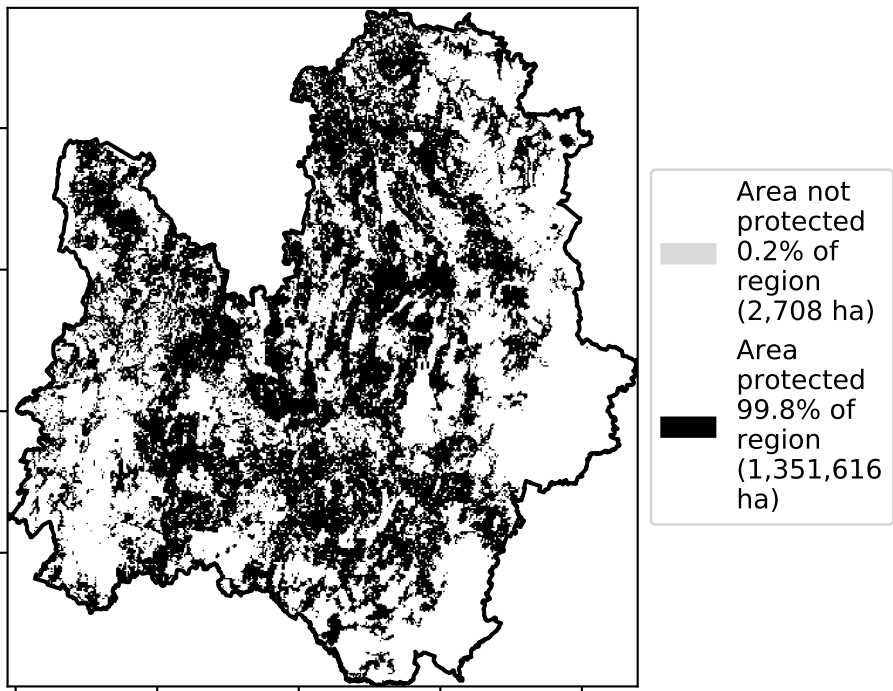 Area not
protected
0.2% of
region
(2,708 ha)
Area
protected
99.8% of
region
(1,351,616
ha)